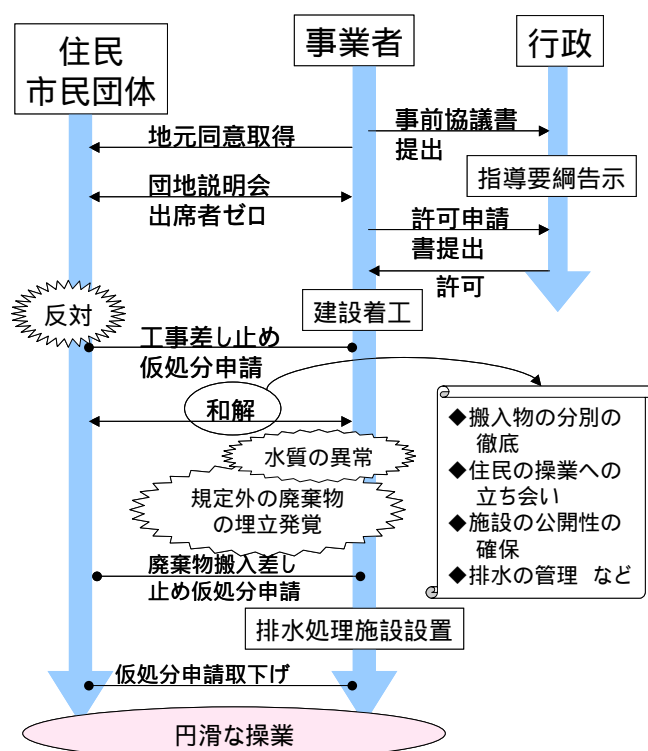 住民
市民団体
事業者
行政
事前協議書
提出
地元同意取得
指導要綱告示
団地説明会
出席者ゼロ
許可申請
書提出
許可
反対
建設着工
工事差し止め
仮処分申請
和解
◆搬入物の分別の
徹底
◆住民の操業への
立ち会い
◆施設の公開性の
確保
◆排水の管理 など
水質の異常
規定外の廃棄物
の埋立発覚
廃棄物搬入差し
止め仮処分申請
排水処理施設設置
仮処分申請取下げ
円滑な操業